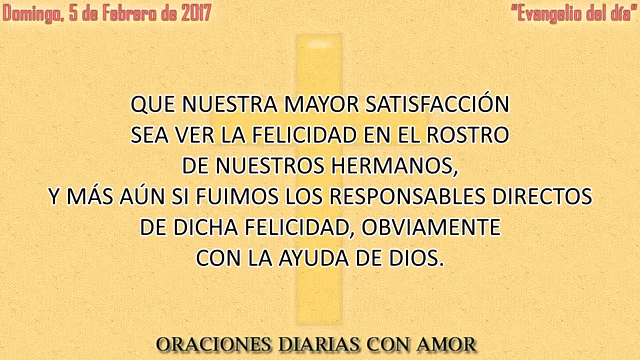 Domingo, 5 de Febrero de 2017
"Evangelio del día"
QUE NUESTRA MAYOR SATISFACCIÓN
SEA VER LA FELICIDAD EN EL ROSTRO
DE NUESTROS HERMANOS,
Y MÁS AÚN SI FUIMOS LOS RESPONSABLES DIRECTOS
DE DICHA FELICIDAD, OBVIAMENTE
CON LA AYUDA DE DIOS.
ORACIONES DIARIAS CON AMOR